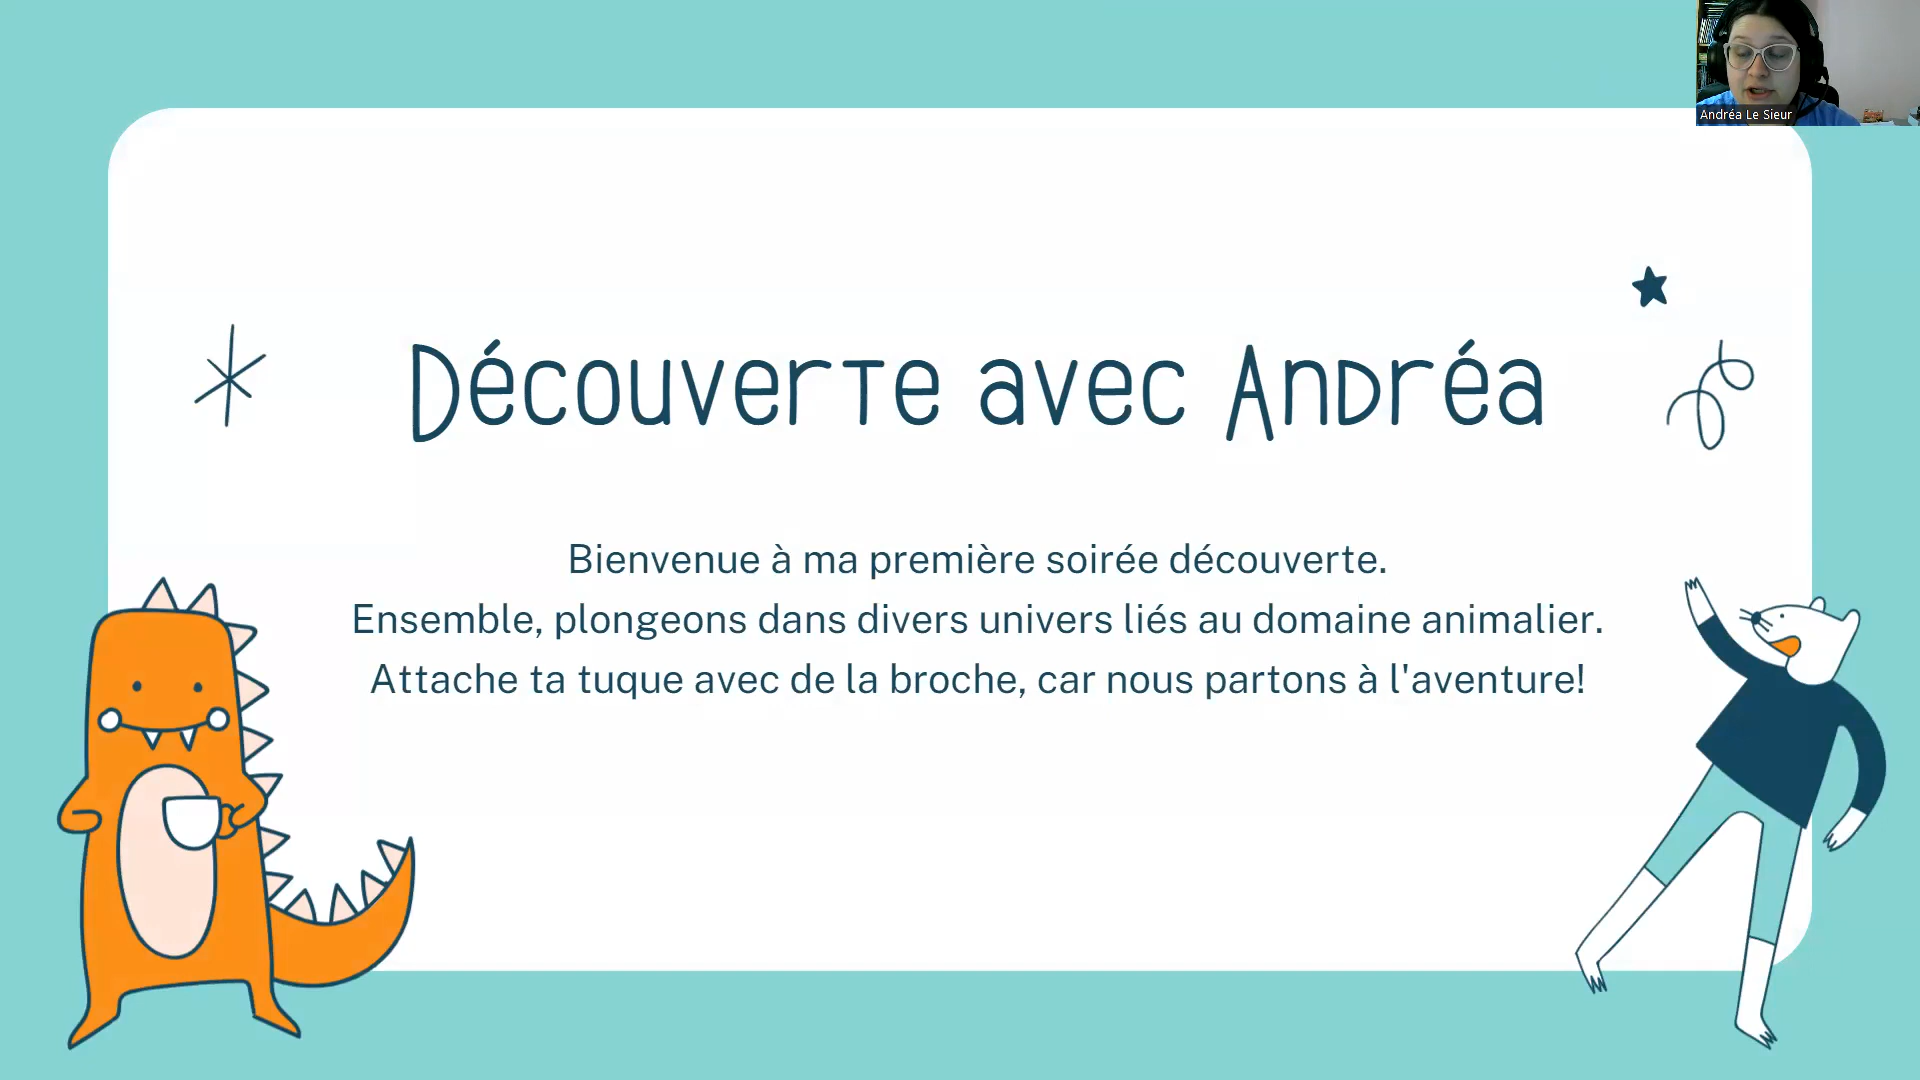 Andréa Le Sieur
Découverte avec Andréa
Bienvenue à ma première soirée découverte.
Ensemble, plongeons dans divers univers liés au domaine animalier.
Attache ta tuque avec de la broche, car nous partons à l'aventure!